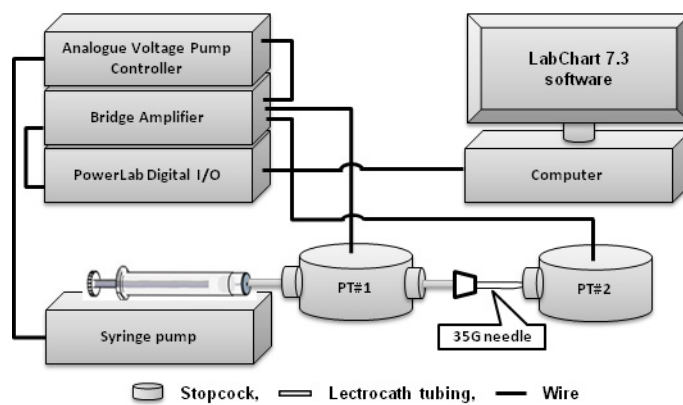 Analogue Voltage Pump
Controller
Bridge Amplifier
PowerLab Digital I/O
LabChart 7.3
software
Computer
PT#1
PT#2
35G needle
Syringe pump
Stopcock, Lectrocath tubing, Wire